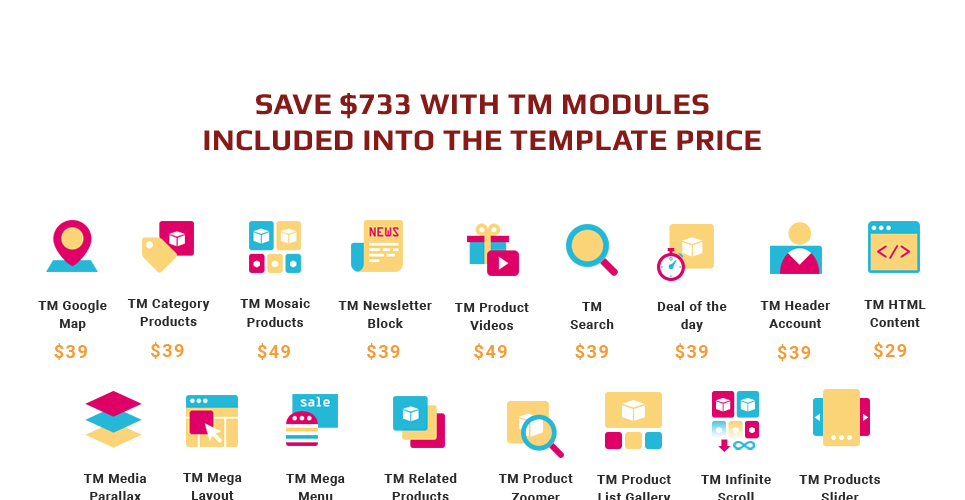 SAVE $733 WITH TM MODULES
INCLUDED INTO THE TEMPLATE PRICE
NEWS
</>
TM Google
Map
$39
TM Category
Products
$39
TM Mosaic
Products
$49
TM Newsletter
Block
$39
TM Product
Videos
$49
TM
Search
$39
Deal of the
day
$39
TM Header
Account
$39
TM HTML
Content
$29
sale
TM Media
Parallax
TM Mega
Layout
TM Mega
Menu
TM Related
Products
TM Product
Zoomer
TM Product
List Gallery
TM Infinite
Scroll
TM Products
Slider